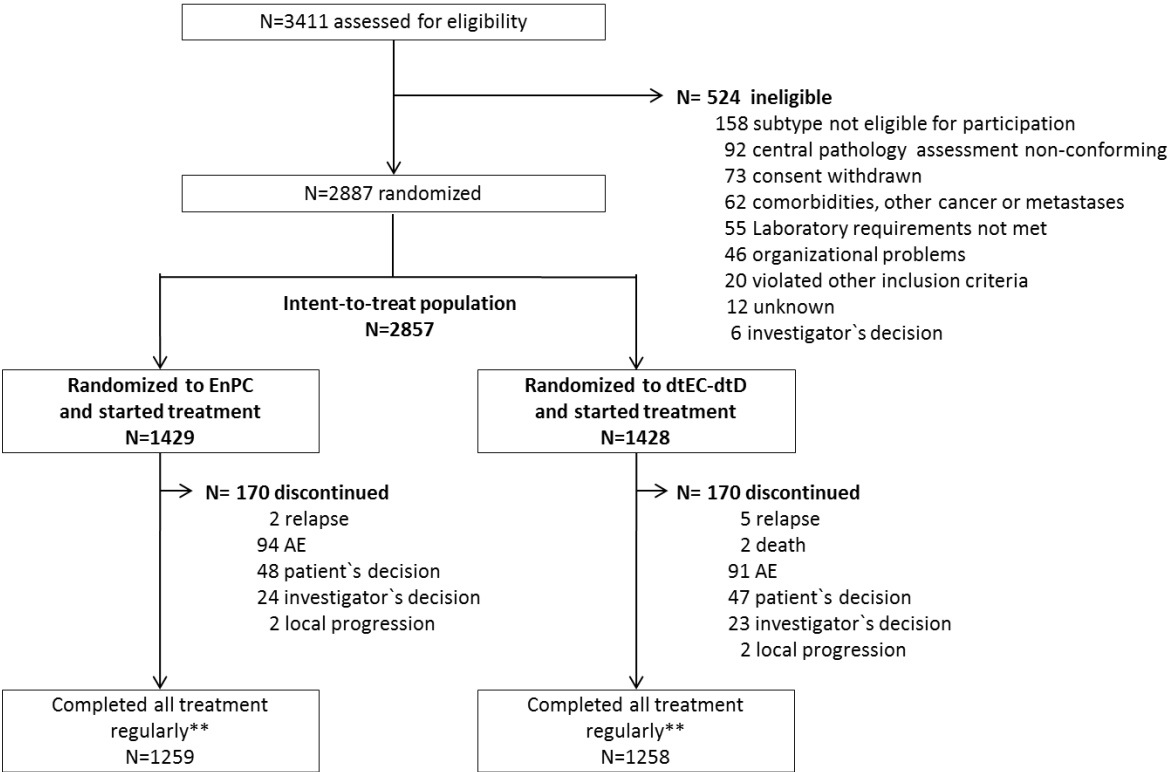 N=3411 assessed for eligibility
N= 524 ineligible
158 subtype not eligible for participation
92 central pathology assessment non-conforming
73 consent withdrawn
62 comorbidities, other cancer or metastases
55 Laboratory requirements not met
46 organizational problems
20 violated other inclusion criteria
12 unknown
6 investigator`s decision
N=2887 randomized
Intent-to-treat population
N=2857
Randomized to EnPC
and started treatment
N=1429
Randomized to dtEC-dtD
and started treatment
N=1428
N= 170 discontinued
2 relapse
94 AE
48 patient`s decision
24 investigator`s decision
2 local progression
N= 170 discontinued
5 relapse
2 death
91 AE
47 patient`s decision
23 investigator`s decision
2 local progression
Completed all treatment
regularly**
N=1259
Completed all treatment
regularly**
N=1258